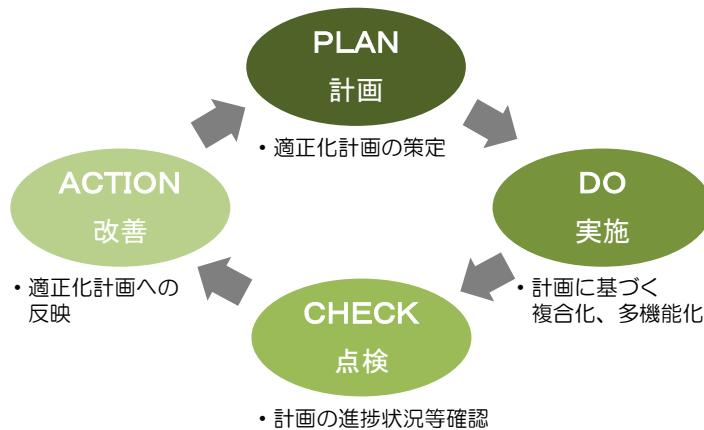 PLAN
計画
・適正化計画の策定
DO
実施
・計画に基づく
複合化、多機能化
CHECK
点検
・計画の進捗状況等確認
ACTION
改善
・適正化計画への
反映